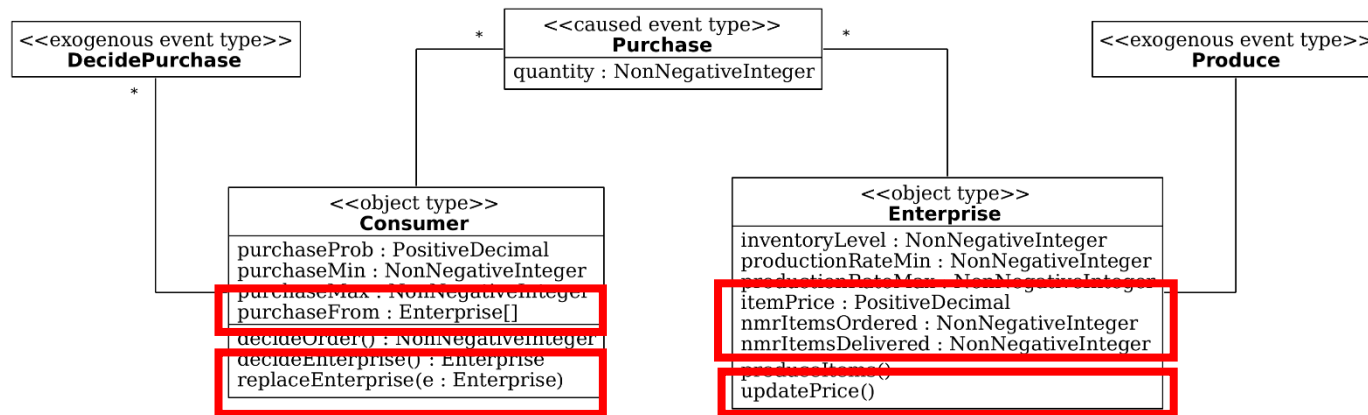 <<exogenous event type>>
DecidePurchase
*
*
<<caused event type>>
Purchase
quantity : NonNegativeInteger
*
<<exogenous event type>>
Produce
<<object type>>
Consumer
purchaseProb : PositiveDecimal
purchaseMin : NonNegativeInteger
purchaseMax : NonNegativeInteger
purchaseFrom : Enterprise[]
decideOrder() : NonNegativeInteger
decideEnterprise() : Enterprise
replaceEnterprise(e : Enterprise)
<<object type>>
Enterprise
inventoryLevel : NonNegativeInteger
productionRateMin : NonNegativeInteger
productionRateMax : NonNegativeInteger
itemPrice : PositiveDecimal
nmrItemsOrdered : NonNegativeInteger
nmrItemsDelivered : NonNegativeInteger
produceItems()
updatePrice()